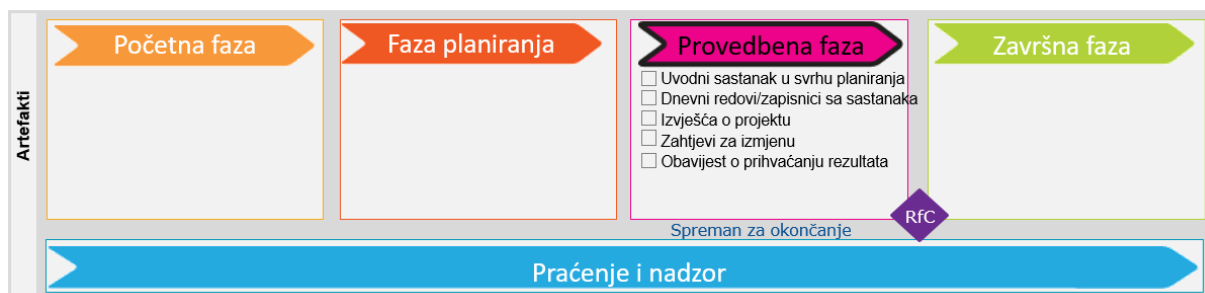 Artefakti
Početna faza
Faza planiranja
Provedbena faza
Uvodni sastanak u svrhu planiranja
Dnevni redovi/zapisnici sa sastanaka
Izvješća o projektu
Zahtjevi za izmjenu
Obavijest o prihvaćanju rezultata
Završna faza
RfC
Spreman za okončanje
Praćenje i nadzor